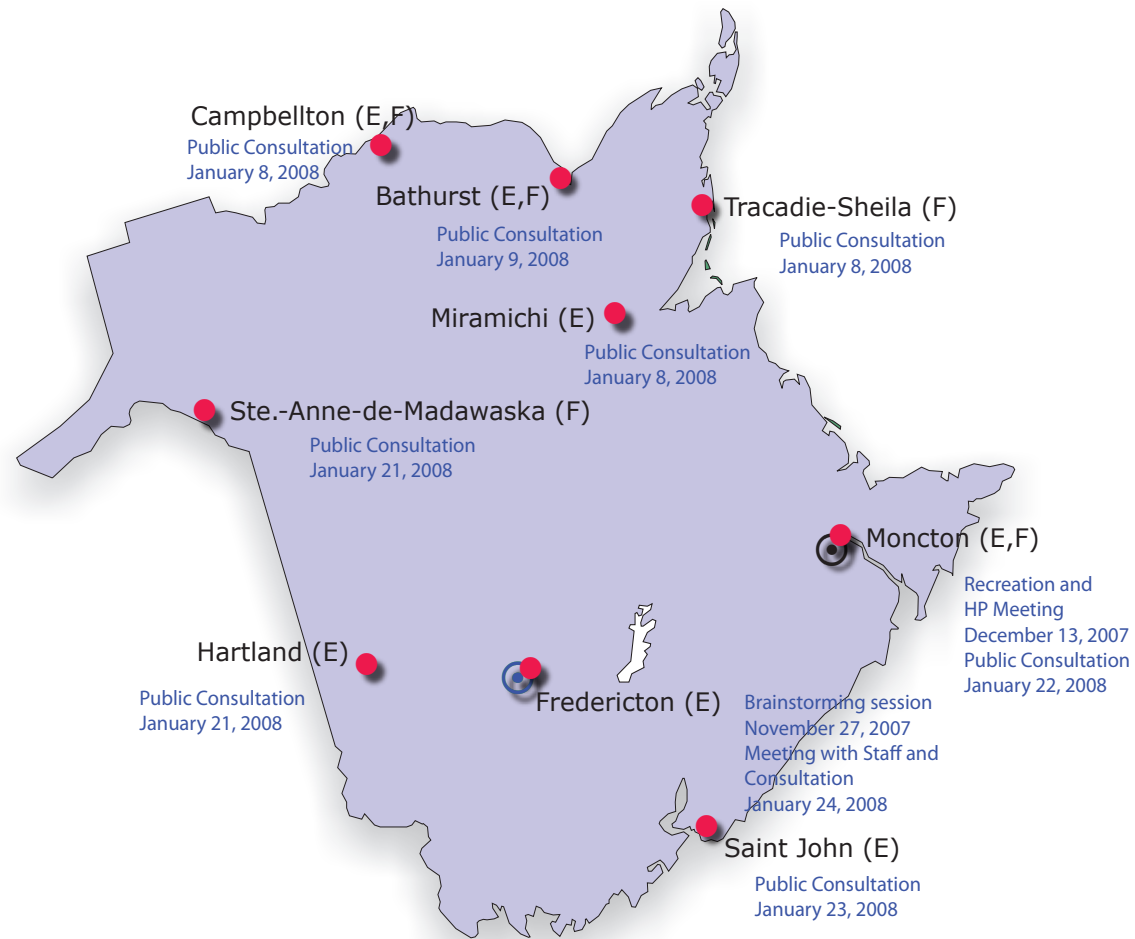 Campbellton (E,F)
Public Consultation
January 8, 2008
Bathurst (E,F)
Public Consultation
January 9, 2008
Tracadie-Sheila (F)
Public Consultation
January 8, 2008
Miramichi (E)
Public Consultation
January 8, 2008
Ste.-Anne-de-Madawaska (F)
Public Consultation
January 21, 2008
Moncton (E,F)
Recreation and
HP Meeting
December 13, 2007
Public Consultation
January 22, 2008
Hartland (E)
Public Consultation
January 21, 2008
Fredericton (E)
Brainstorming session
November 27, 2007
Meeting with Staff and
Consultation
January 24, 2008
Saint John (E)
Public Consultation
January 23, 2008